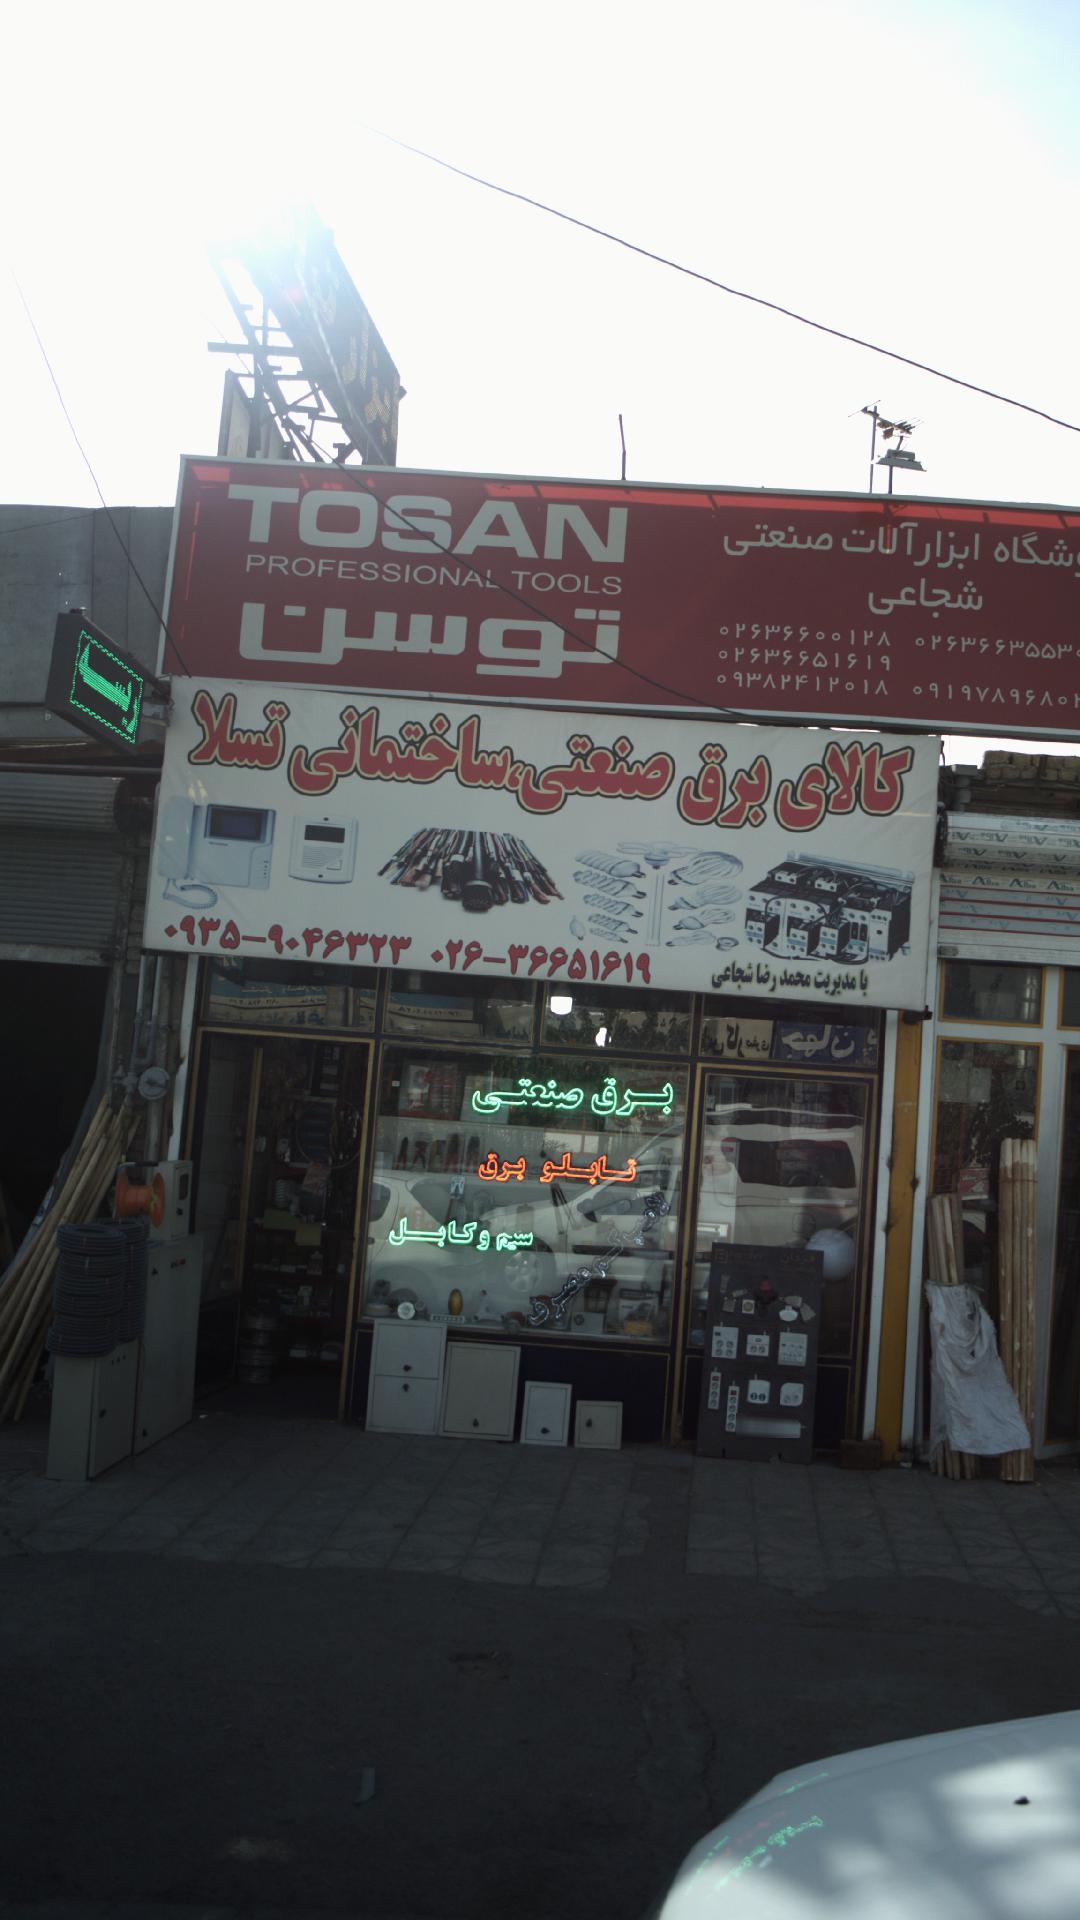 TOSAN
PROFESSIONAL TOOLS
توسن
ابزارآلات صنعتی
شجاعی
۰۲۶۳۶۶۰۰۱۲۸
۰۲۶۳۶۶۵۱۶۱۹
۰۹۳۸۲۴۱۲۰۱۸
کالای برق صنعتی،ساختمانی تسلا
۰۹۳۵-۹۰۴۶۳۲۳ ۰۲۶-۳۶۶۵۱۶۱۹
با مدیریت محمد رضا شجاعی
برق صنعتی
تابلو برق
سیم و کابل